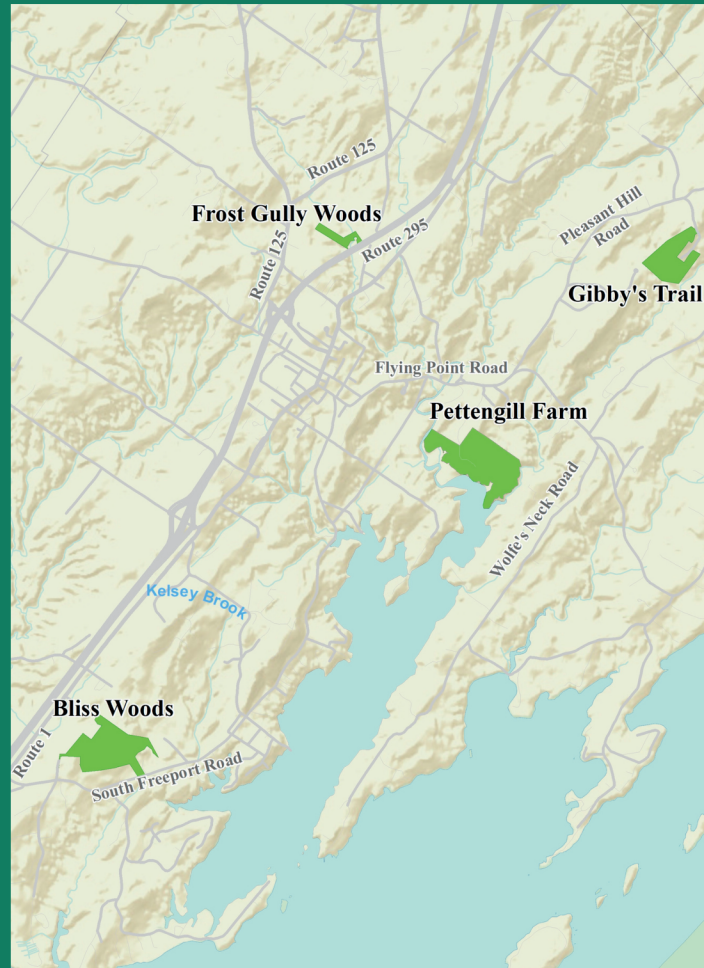 Route 125
Frost Gully Woods
Route 295
Route 125
Pleasant Hill
Road
Gibby's Trail
Flying Point Road
Pettengill Farm
Wolfe's Neck Road
Kelsey Brook
Bliss Woods
Route 1
South Freeport Road